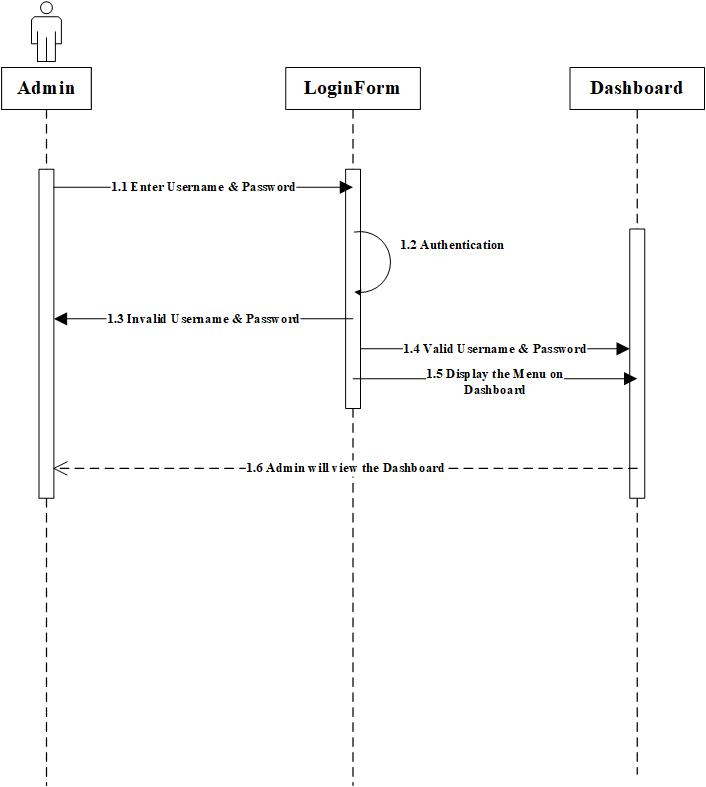 Admin
LoginForm
Dashboard
1.1 Enter Username & Password
1.2 Authentication
1.3 Invalid Username & Password
1.4 Valid Username & Password
1.5 Display the Menu on
Dashboard
1.6 Admin will view the Dashboard